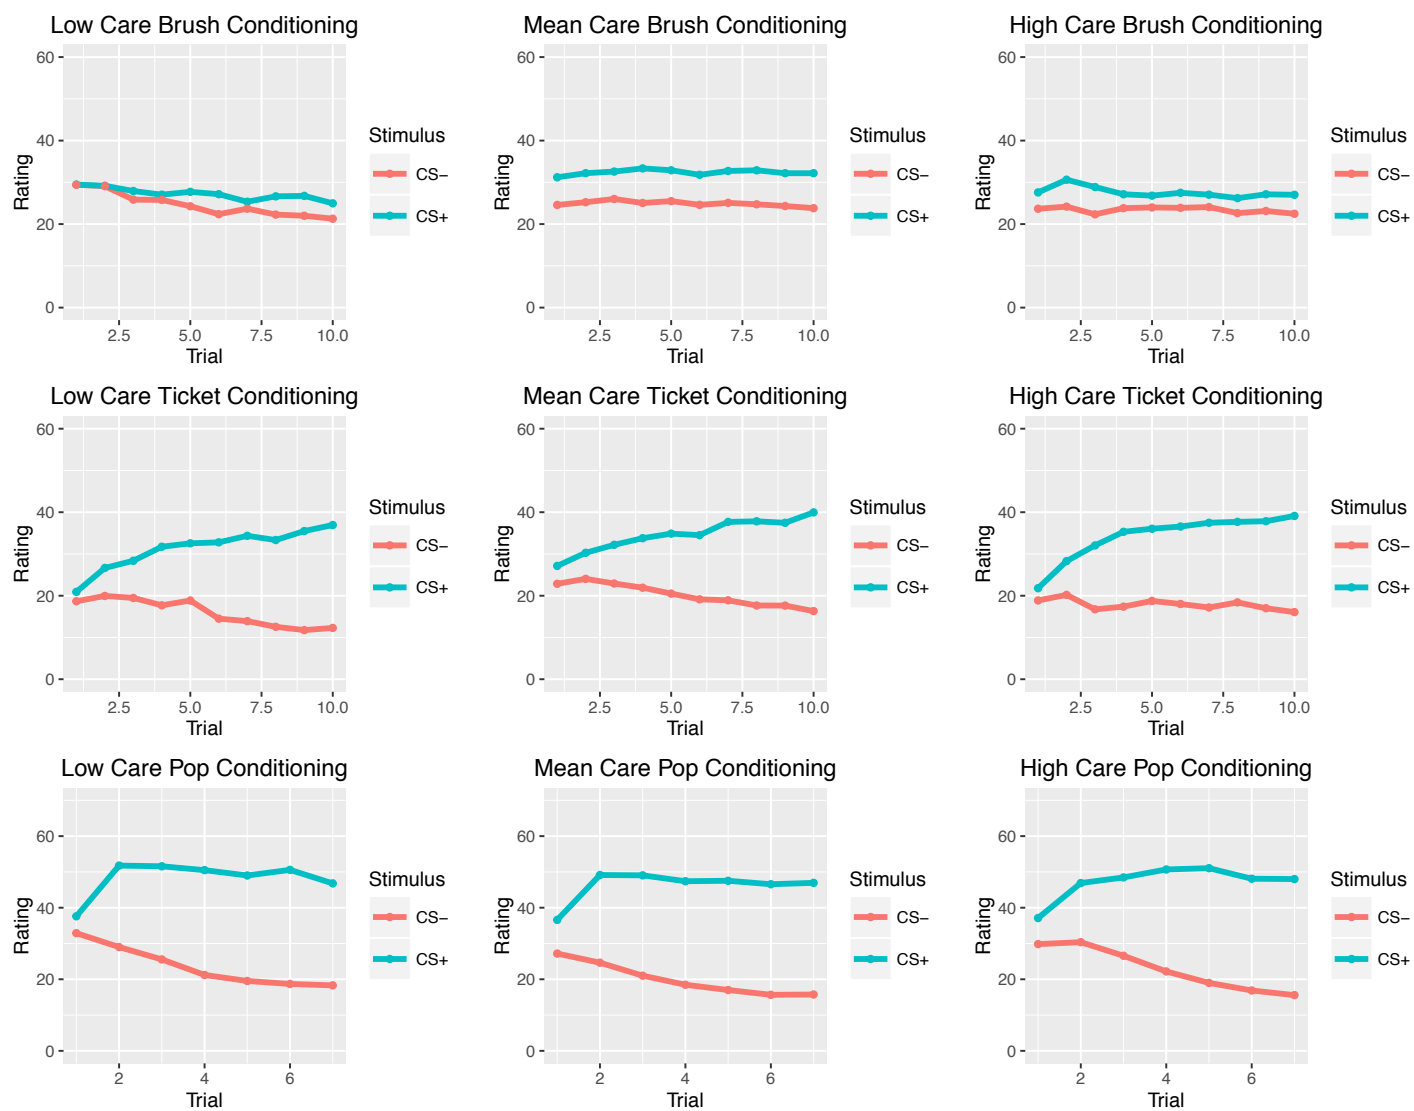 Low Care Brush Conditioning
60
40
20
0
Rating
2.5 5.0 7.5 10.0
Trial
Stimulus
CS−
CS+
Mean Care Brush Conditioning
60
40
20
0
Rating
2.5 5.0 7.5 10.0
Trial
Stimulus
CS−
CS+
High Care Brush Conditioning
60
40
20
0
Rating
2.5 5.0 7.5 10.0
Trial
Stimulus
CS−
CS+
Low Care Ticket Conditioning
60
40
20
0
Rating
2.5 5.0 7.5 10.0
Trial
Stimulus
CS−
CS+
Mean Care Ticket Conditioning
60
40
20
0
Rating
2.5 5.0 7.5 10.0
Trial
Stimulus
CS−
CS+
High Care Ticket Conditioning
60
40
20
0
Rating
2.5 5.0 7.5 10.0
Trial
Stimulus
CS−
CS+
Low Care Pop Conditioning
60
40
20
0
Rating
2 4 6
Trial
Stimulus
CS−
CS+
Mean Care Pop Conditioning
60
40
20
0
Rating
2 4 6
Trial
Stimulus
CS−
CS+
High Care Pop Conditioning
60
40
20
0
Rating
2 4 6
Trial
Stimulus
CS−
CS+